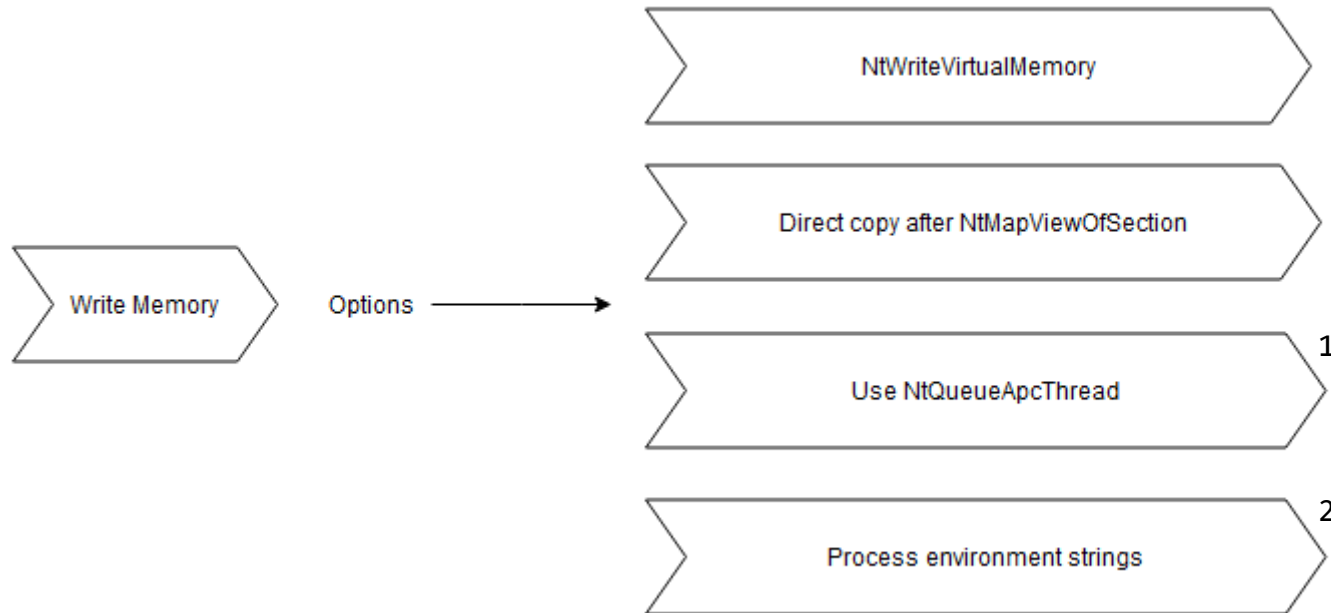 NtWriteVirtualMemory
Direct copy after NtMapViewOfSection
Write Memory
Options
1
Use NtQueueApcThread
2
Process environment strings